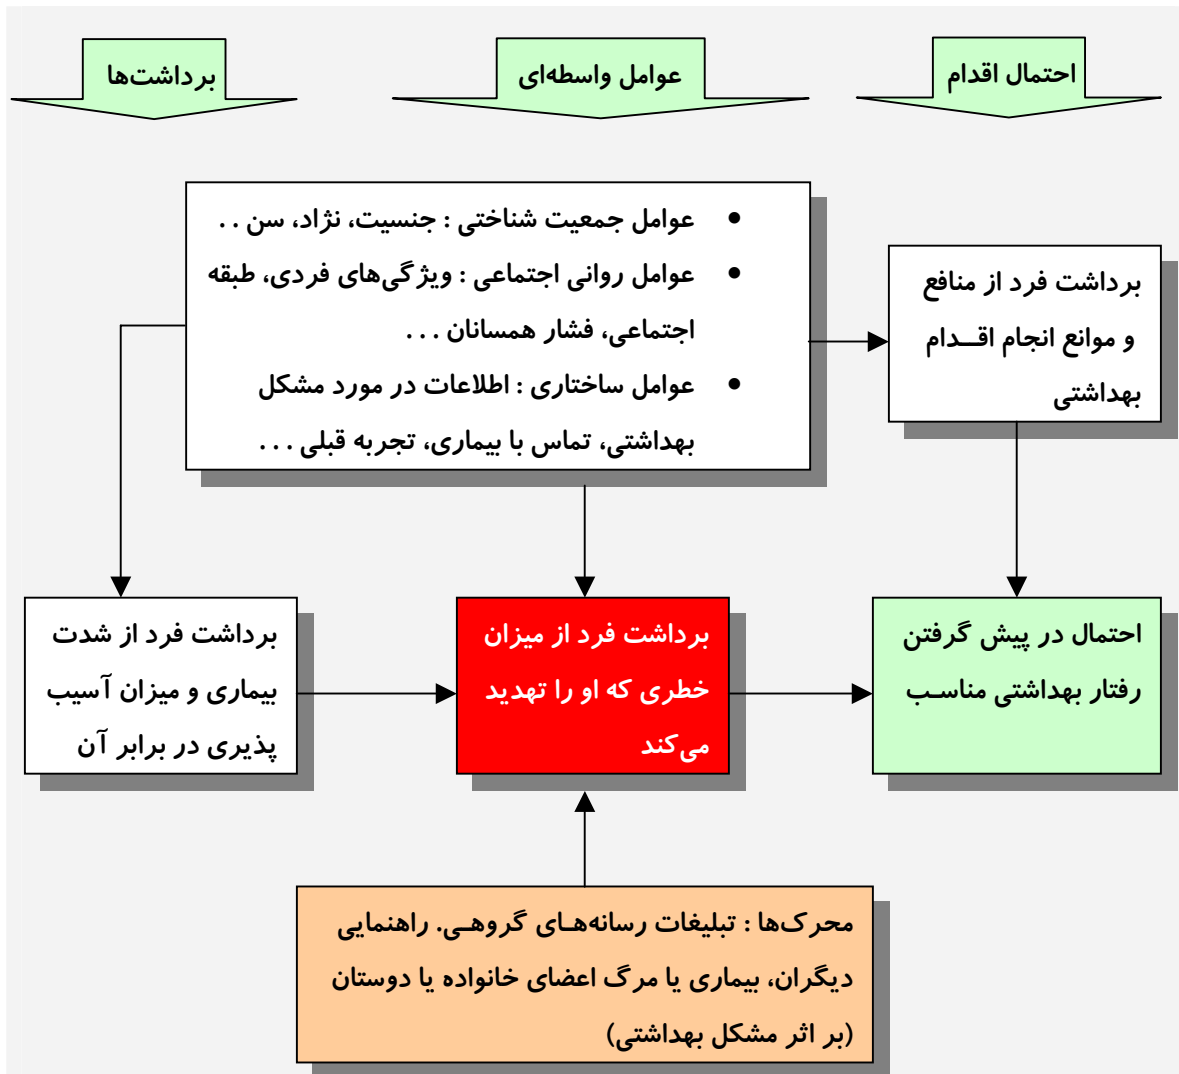 احتمال اقدام
عوامل واسطه‌ای
برداشت‌ها
• عوامل جمعیت شناختی : جنسیت، نژاد، سن . .
• عوامل روانی اجتماعی : ویژگی‌های فردی، طبقه
اجتماعی، فشار همسانان . . .
• عوامل ساختاری : اطلاعات در مورد مشکل
بهداشتی، تماس با بیماری، تجربه قبلی . . .
برداشت فرد از منافع
و موانع انجام اقــدام
بهداشتی
احتمال در پیش گرفتن
رفتار بهداشتی مناسـب
برداشت فرد از میزان
خطری که او را تهدید
می‌کند
برداشت فرد از شدت
بیماری و میزان آسیب
پذیری در برابر آن
محرک‌ها : تبلیغات رسانه‌هـای گروهـی. راهنمایی
دیگران، بیماری یا مرگ اعضای خانواده یا دوستان
(بر اثر مشکل بهداشتی)